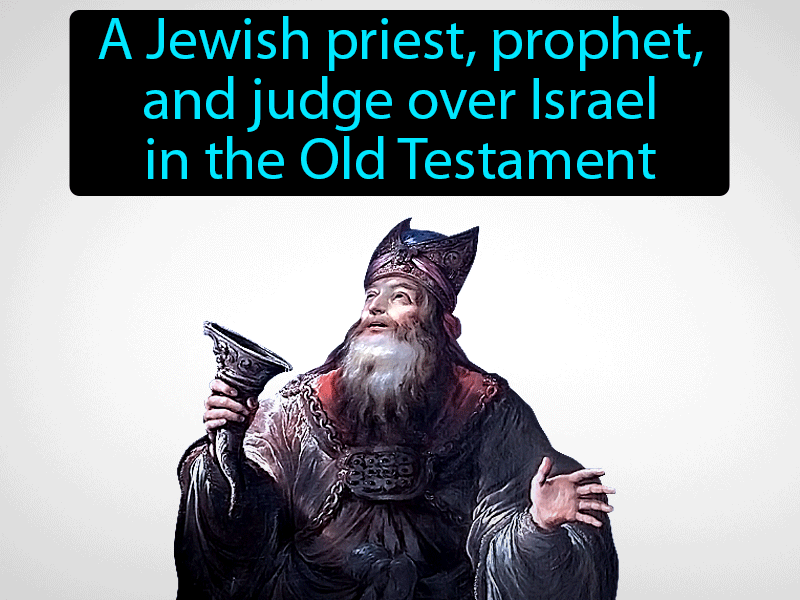 A Jewish priest, prophet,
and judge over Israel
in the Old Testament